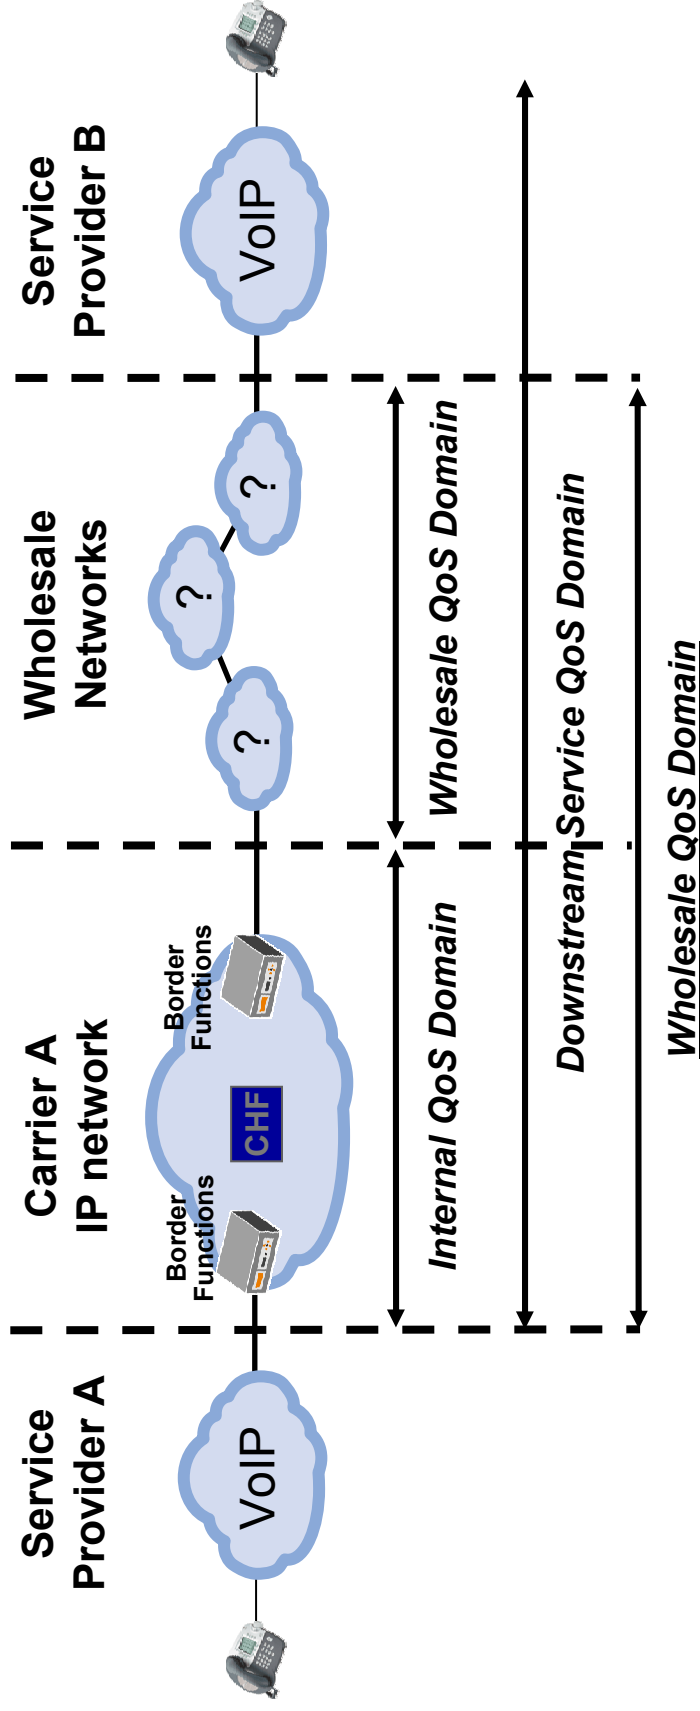 Service
Provider A
Carrier A
IP network
Wholesale
Networks
Service
Provider B
Border
Functions
Border
Functions
VoIP
CHF
?
?
?
VoIP
Internal QoS Domain
Wholesale QoS Domain
Downstream Service QoS Domain
Wholesale QoS Domain